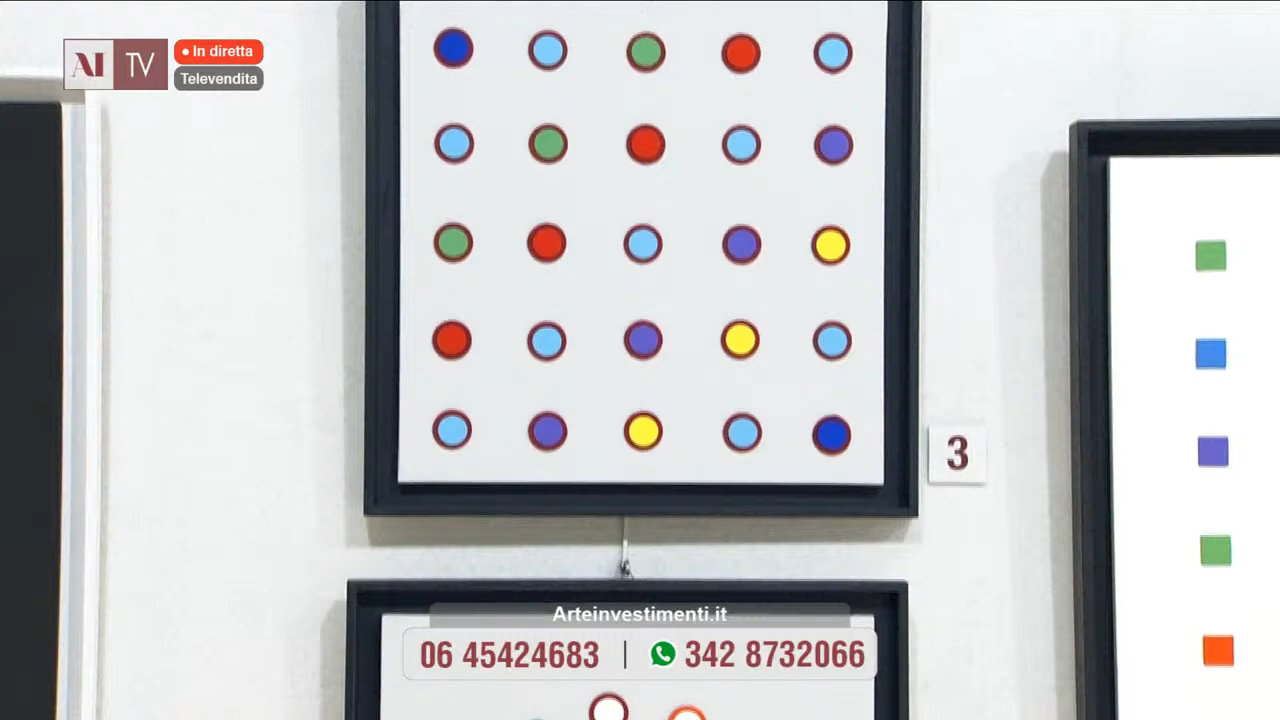 AI TV
In diretta
Televendita
3
Arteinvestimenti.it
06 45424683 | 342 8732066